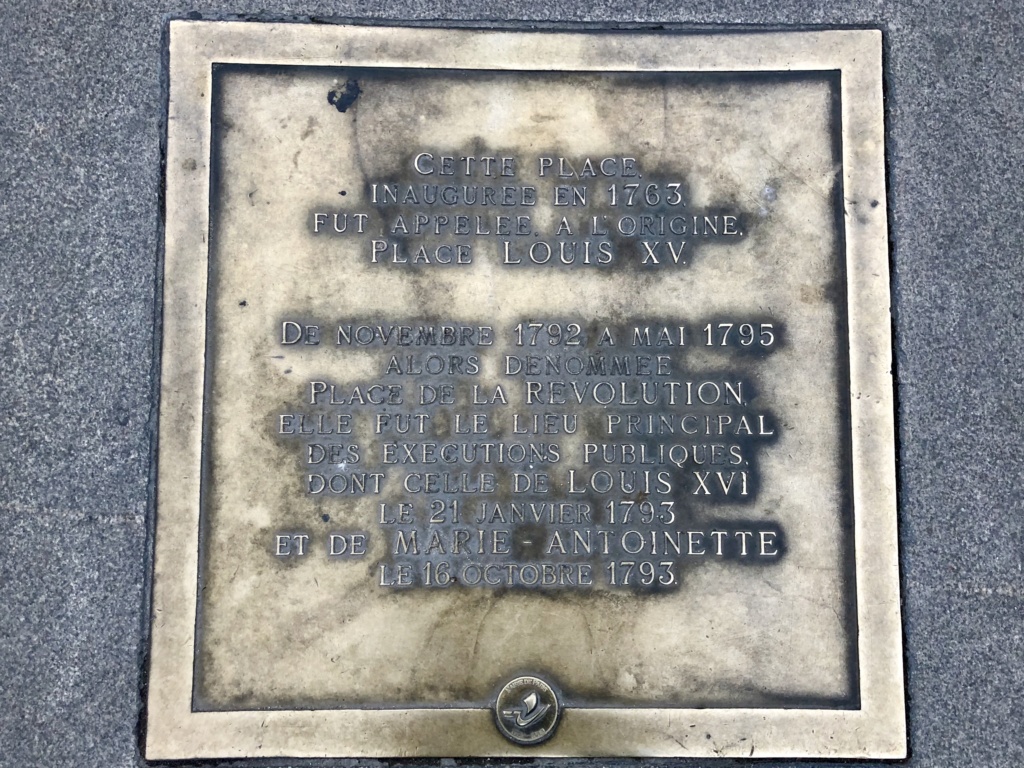 CETTE PLACE,
INAUGUREE EN 1763,
FUT APPELEE, A L'ORIGINE,
PLACE LOUIS XV.
DE NOVEMBRE 1792 A MAI 1795
ALORS DENOMMEE
PLACE DE LA REVOLUTION,
ELLE FUT LE LIEU PRINCIPAL
DES EXECUTIONS PUBLIQUES,
DONT CELLE DE LOUIS XVI
LE 21 JANVIER 1793
ET DE MARIE-ANTOINETTE
LE 16 OCTOBRE 1793.